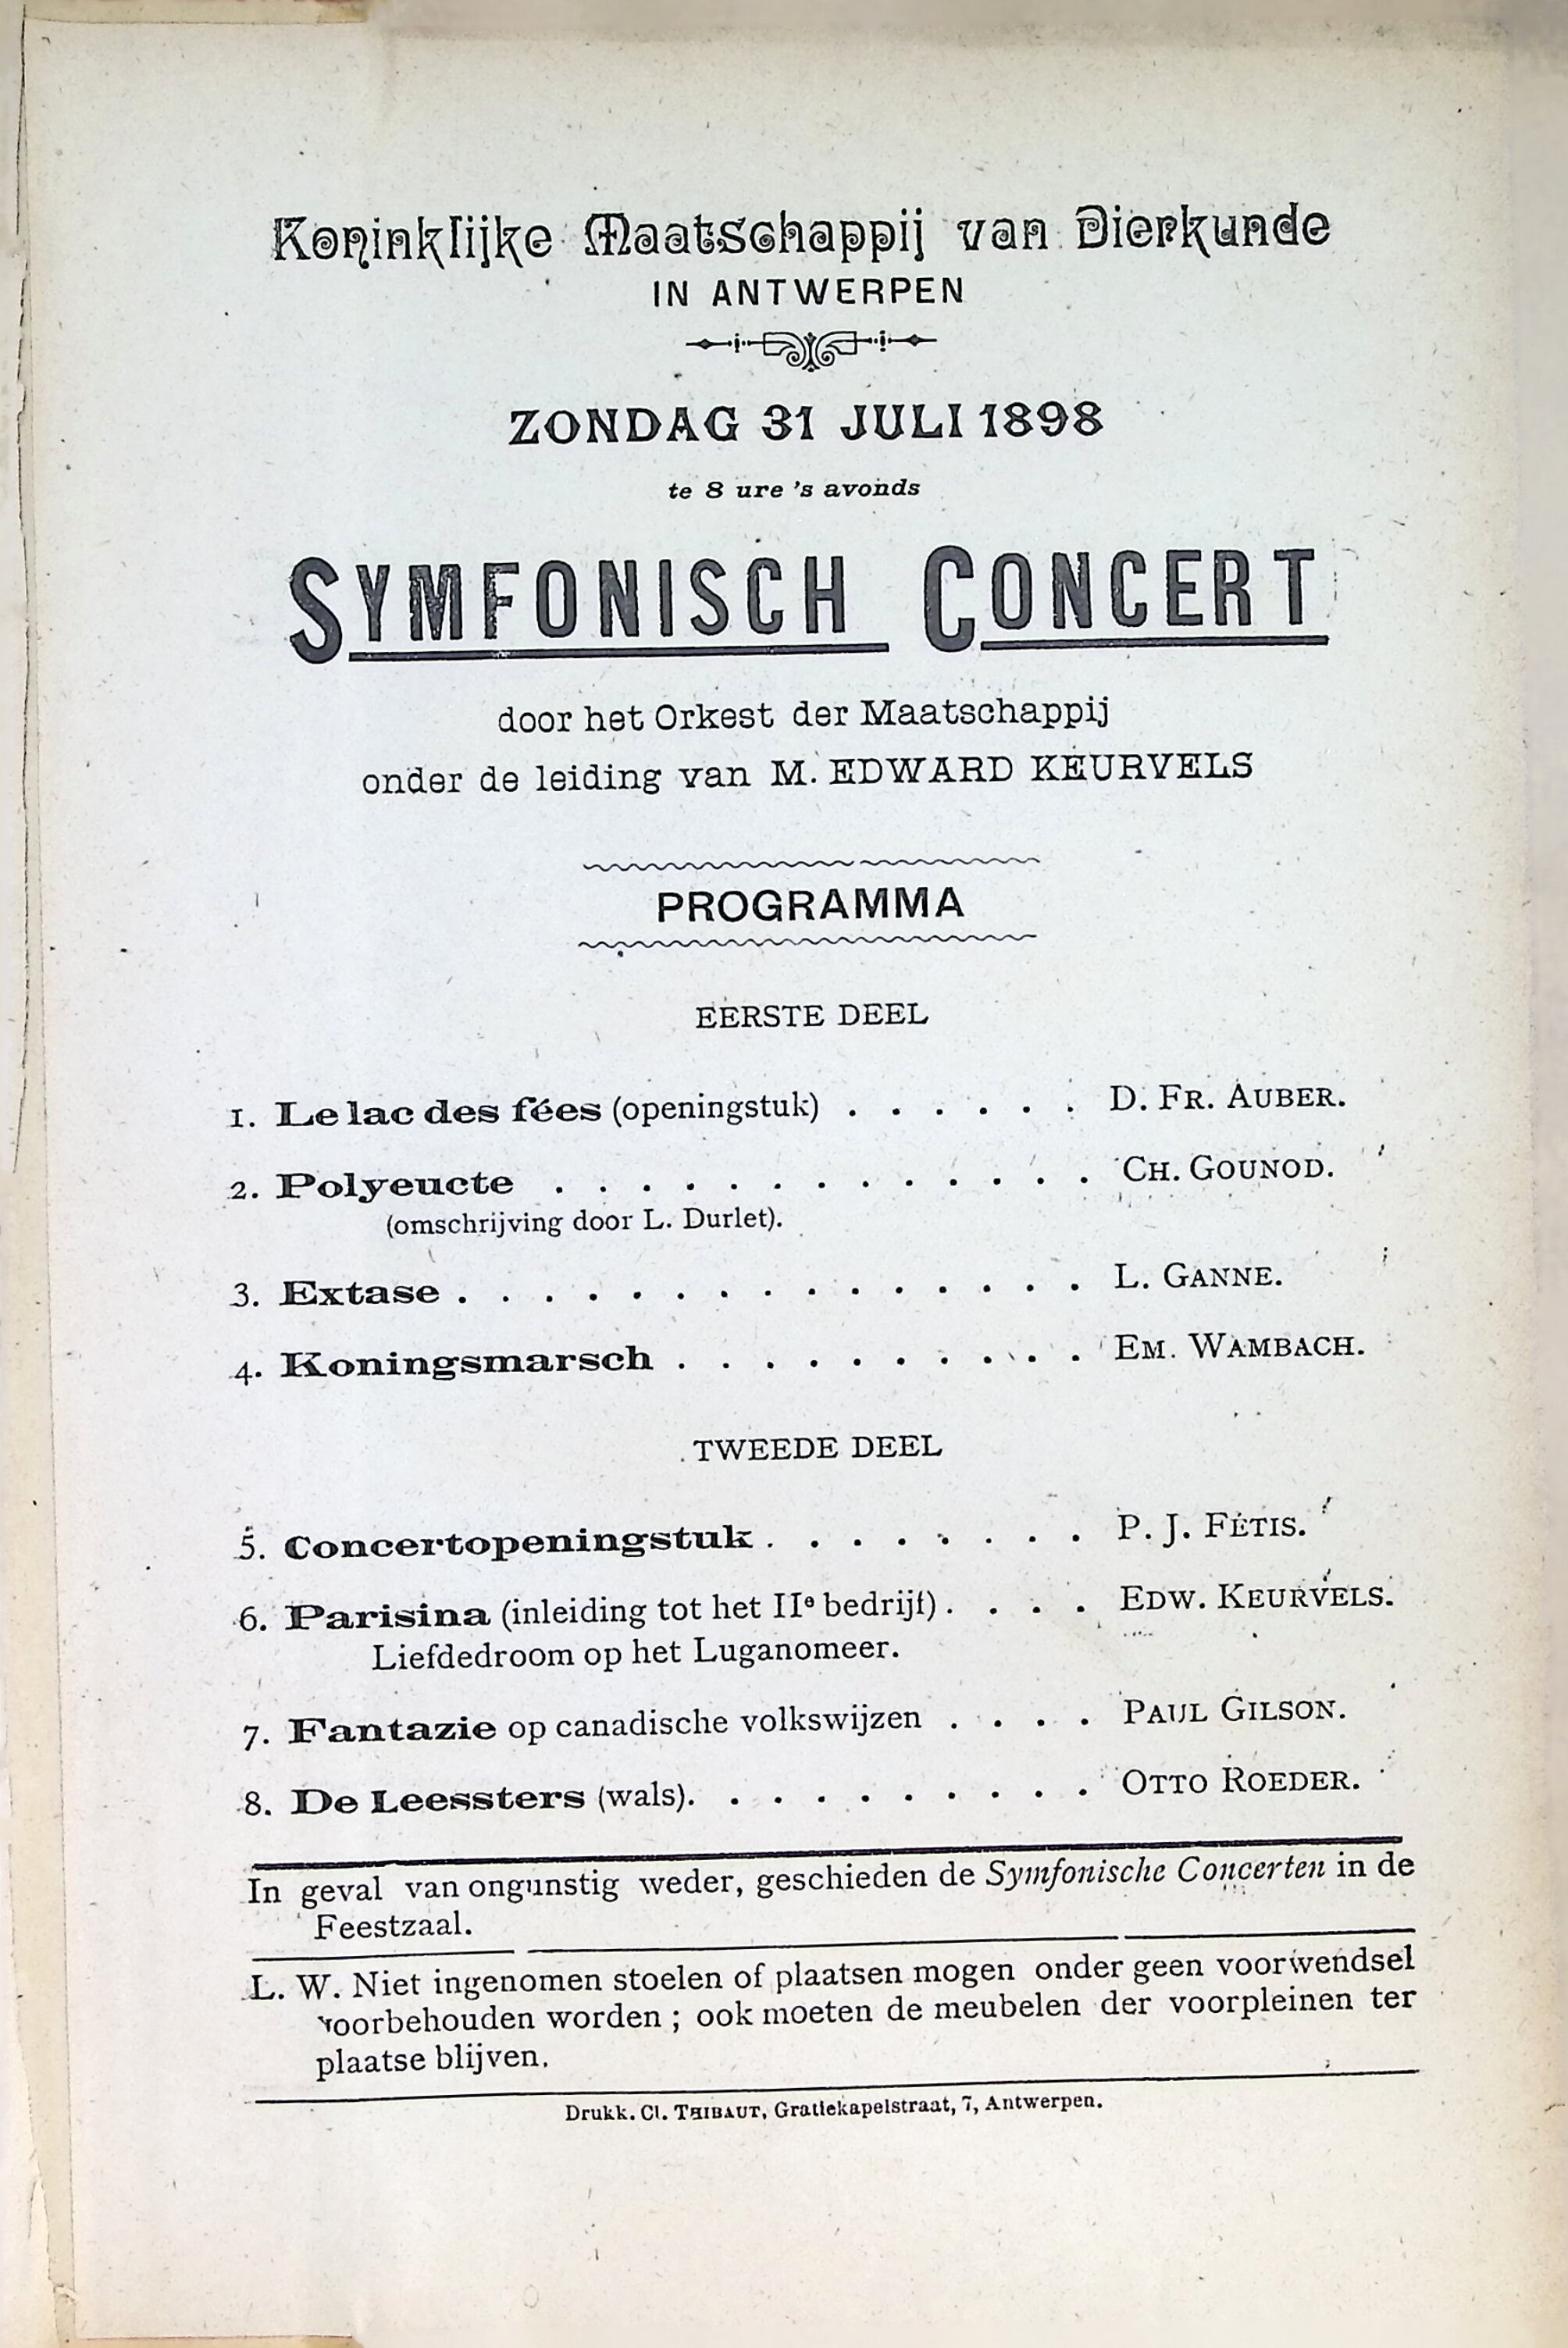 Koninklijke Maatschappij van Dierkunde
IN ANTWERPEN
ZONDAG 31 JULI 1898
te 8 ure 's avonds
SYMFONISCH CONCERT
door het Orkest der Maatschappij
onder de leiding van M. EDWARD KEURVELS
PROGRAMMA
EERSTE DEEL
1. Le lac des fées (openingstuk) . . . . . . D. FR. AUBER.
2. Polyeucte . . . . . . . . . . . . . CH. GOUNOD.
(omschrijving door L. Durlet).
3. Extase . . . . . . . . . . . . . . . L. GANNE.
4. Koningsmarsch . . . . . . . . . . EM. WAMBACH.
TWEEDE DEEL
5. Concertopeningstuk . . . . . . . . P. J. FÉTIS.
6. Parisina (inleiding tot het IIe bedrijf) . . . . EDW. KEURVELS.
Liefdedroom op het Luganomeer.
7. Fantazie op canadische volkswijzen . . . . PAUL GILSON.
8. De Leessters (wals). . . . . . . . . . OTTO ROEDER.
In geval van ongunstig weder, geschieden de Symfonische Concerten in de
Feestzaal.
L. W. Niet ingenomen stoelen of plaatsen mogen onder geen voorwendsel
voorbehouden worden ; ook moeten de meubelen der voorpleinen ter
plaatse blijven.
Drukk. Cl. THIBAUT, Gratiekapelstraat, 7, Antwerpen.